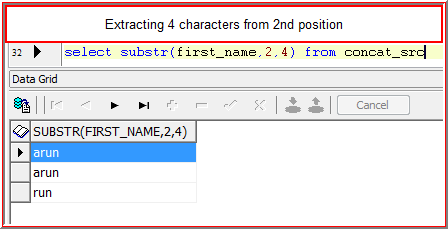 Extracting 4 characters from 2nd position
32 select substr(first_name,2,4) from concat_src
Data Grid
Cancel
SUBSTR(FIRST_NAME,2,4)
arun
arun
run